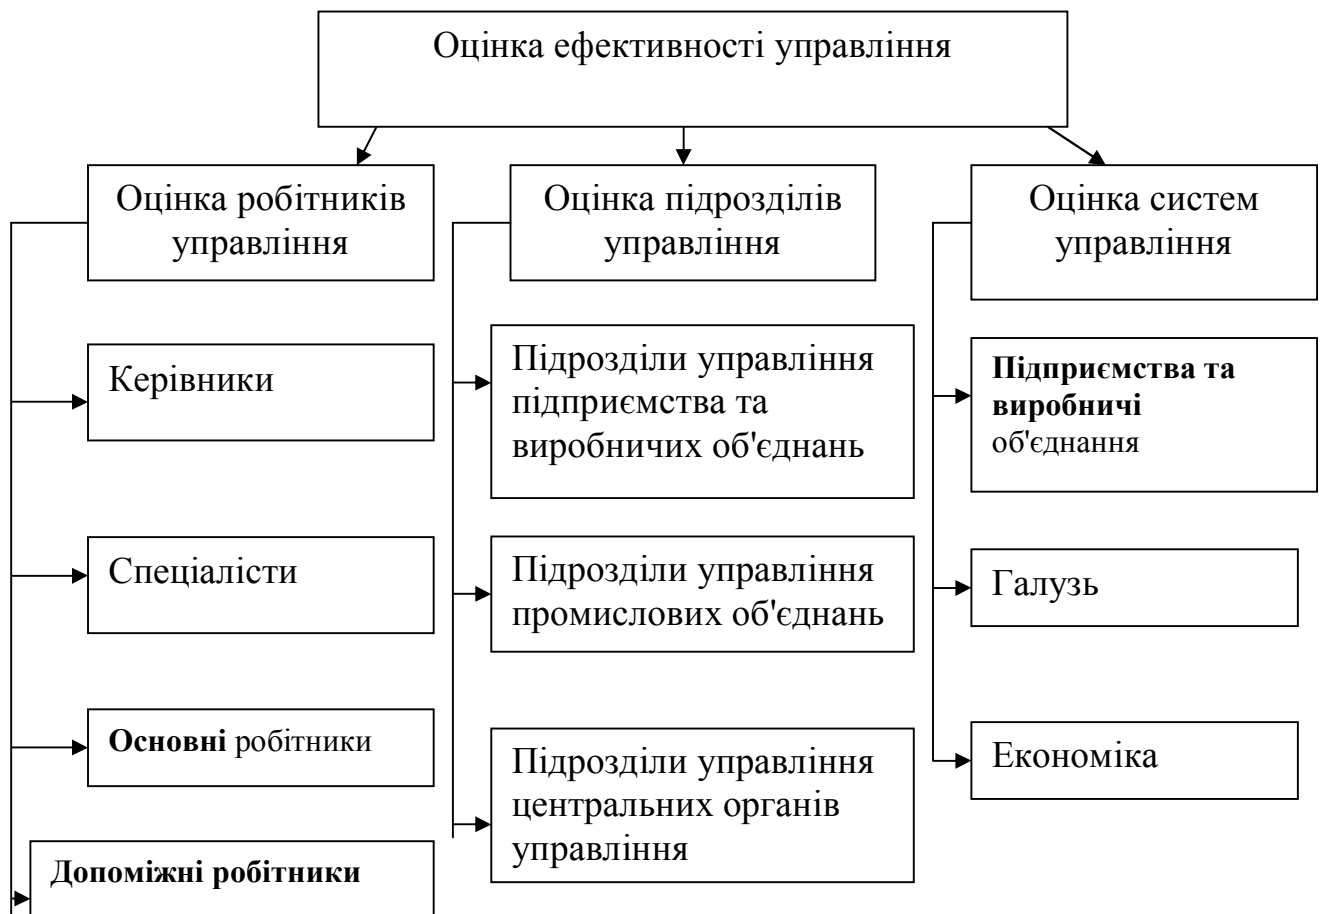 Оцінка ефективності управління
Оцінка робітників
управління
Оцінка підрозділів
управління
Оцінка систем
управління
Керівники
Спеціалісти
Основні робітники
Допоміжні робітники
Підрозділи управління
підприємства та
виробничих об'єднань
Підрозділи управління
промислових об'єднань
Підрозділи управління
центральних органів
управління
Підприємства та
виробничі
об'єднання
Галузь
Економіка